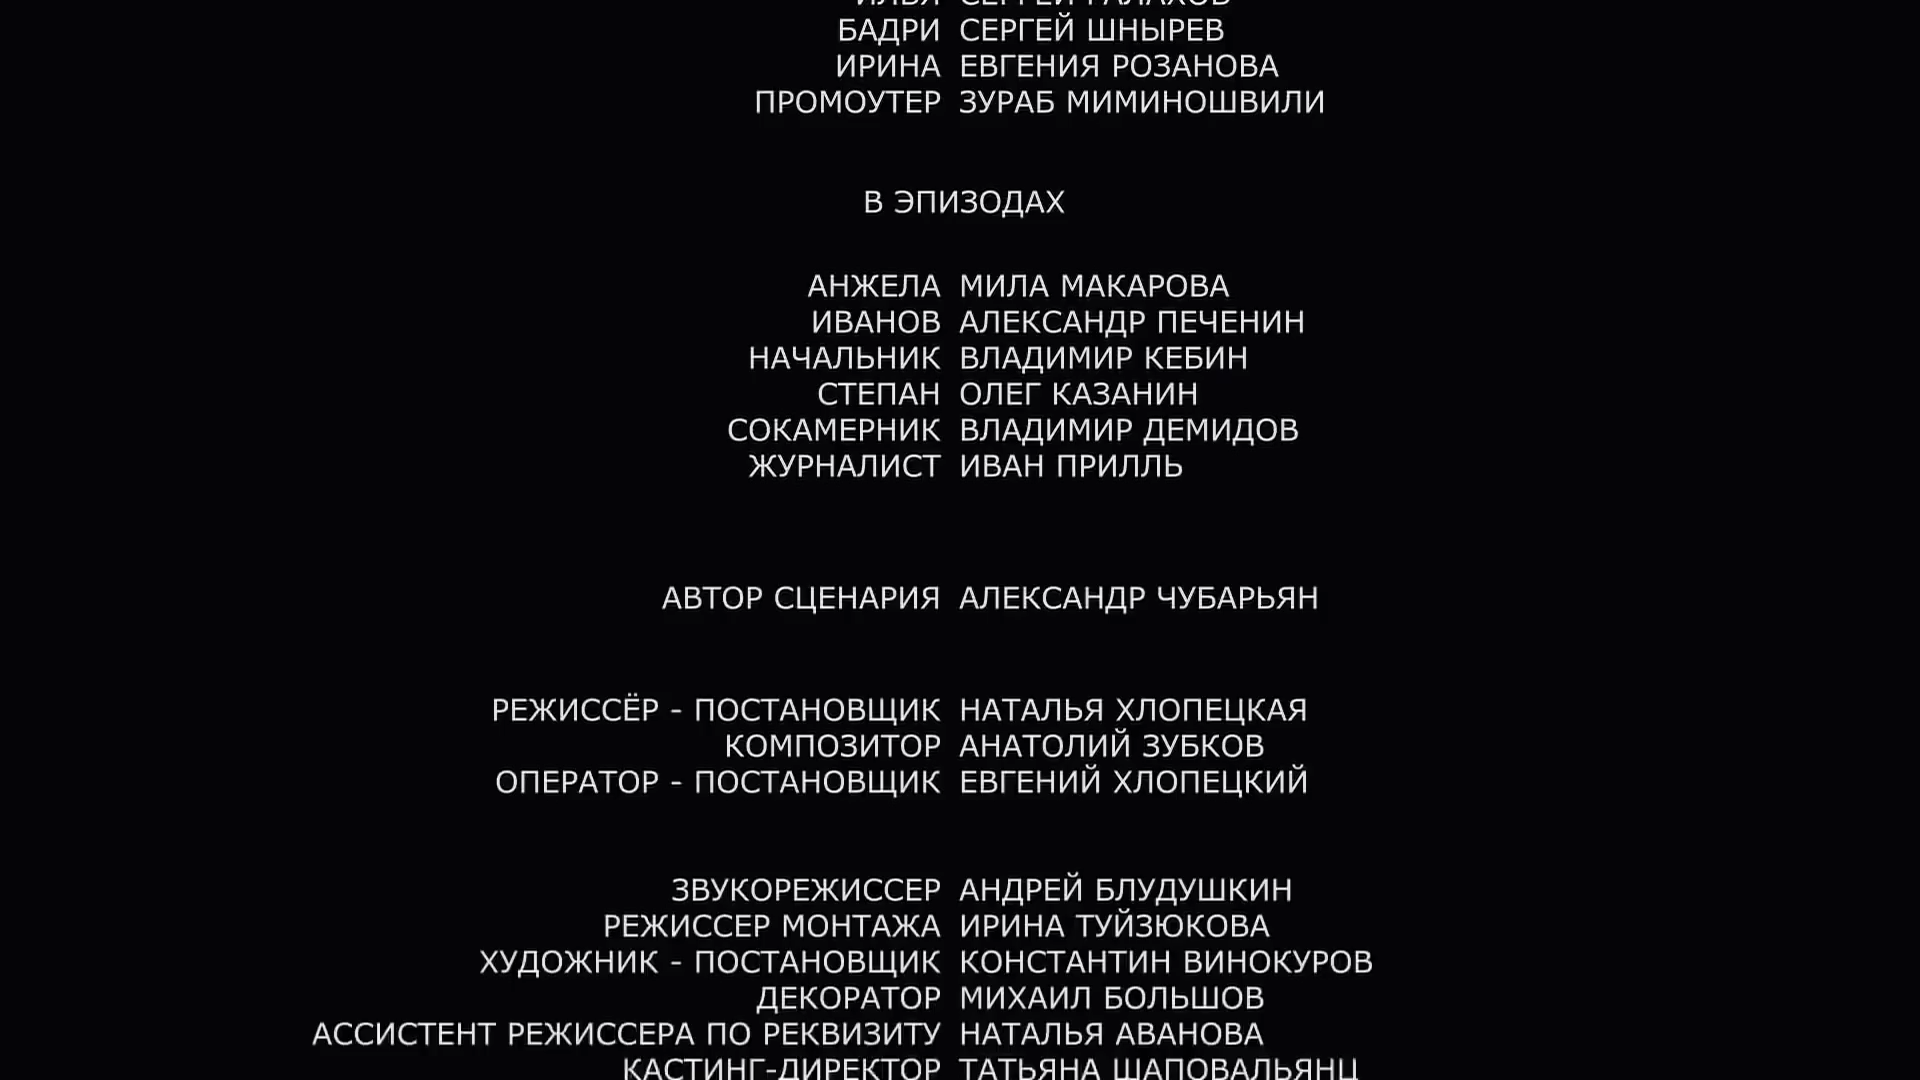 ИЛЬЯ СЕРГЕЙ ГАЛАХОВ
БАДРИ СЕРГЕЙ ШНЫРЕВ
ИРИНА ЕВГЕНИЯ РОЗАНОВА
ПРОМОУТЕР ЗУРАБ МИМИНОШВИЛИ
В ЭПИЗОДАХ
АНЖЕЛА МИЛА МАКАРОВА
ИВАНОВ АЛЕКСАНДР ПЕЧЕНИН
НАЧАЛЬНИК ВЛАДИМИР КЕБИН
СТЕПАН ОЛЕГ КАЗАНИН
СОКАМЕРНИК ВЛАДИМИР ДЕМИДОВ
ЖУРНАЛИСТ ИВАН ПРИЛЛЬ
АВТОР СЦЕНАРИЯ АЛЕКСАНДР ЧУБАРЬЯН
РЕЖИССЁР - ПОСТАНОВЩИК НАТАЛЬЯ ХЛОПЕЦКАЯ
КОМПОЗИТОР АНАТОЛИЙ ЗУБКОВ
ОПЕРАТОР - ПОСТАНОВЩИК ЕВГЕНИЙ ХЛОПЕЦКИЙ
ЗВУКОРЕЖИССЕР АНДРЕЙ БЛУДУШКИН
РЕЖИССЕР МОНТАЖА ИРИНА ТУЙЗЮКОВА
ХУДОЖНИК - ПОСТАНОВЩИК КОНСТАНТИН ВИНОКУРОВ
ДЕКОРАТОР МИХАИЛ БОЛЬШОВ
АССИСТЕНТ РЕЖИССЕРА ПО РЕКВИЗИТУ НАТАЛЬЯ АВАНОВА
КАСТИНГ-ДИРЕКТОР ТАТЬЯНА ШАПОВАЛЬЯНЦ